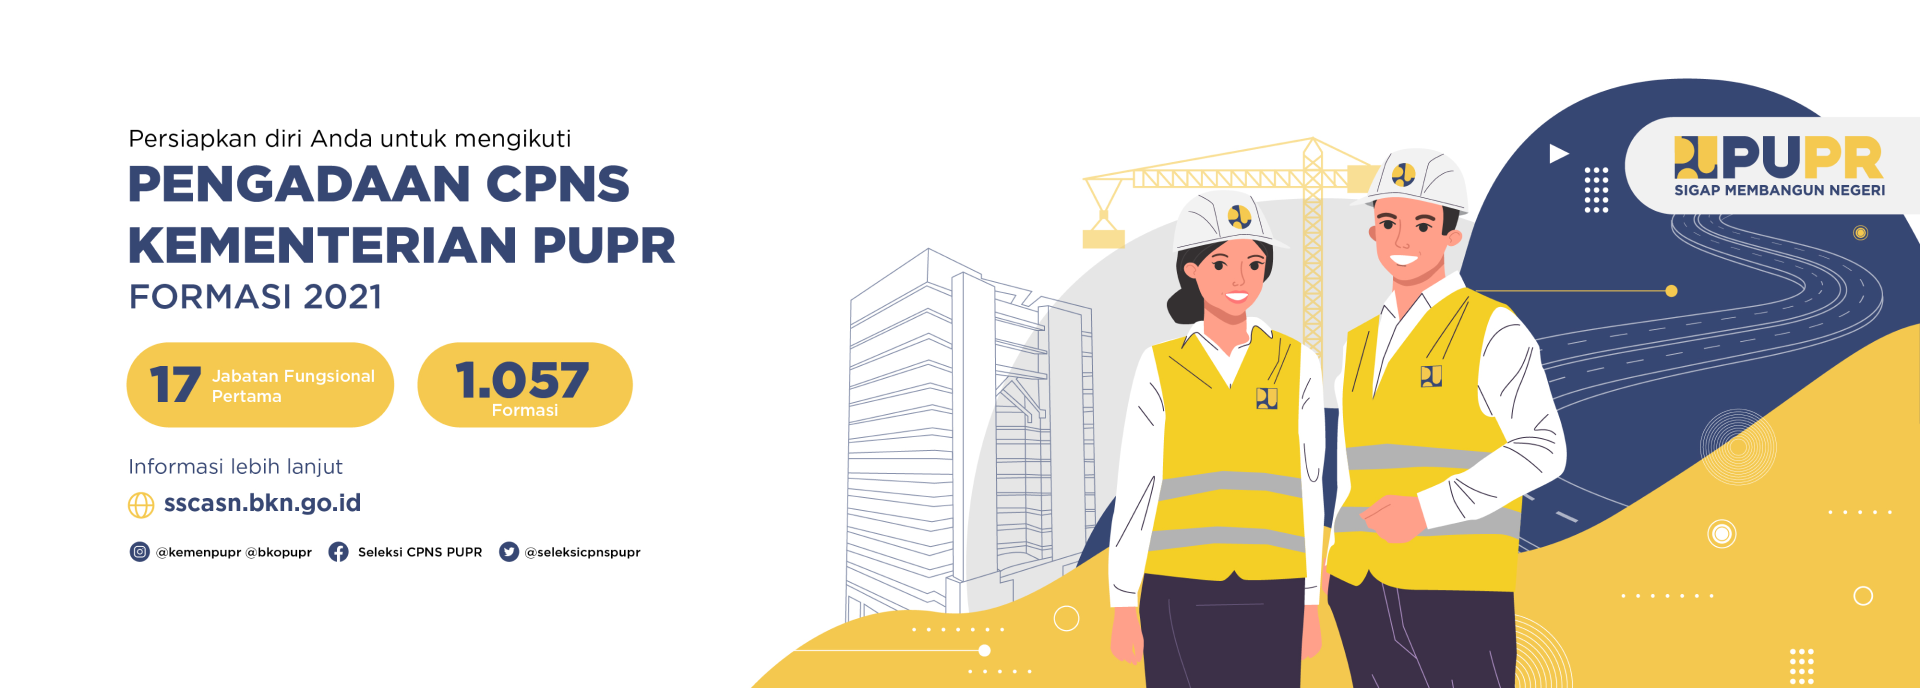 Persiapkan diri Anda untuk mengikuti
PENGADAAN CPNS
KEMENTERIAN PUPR
FORMASI 2021
17 Jabatan Fungsional
Pertama
1.057
Formasi
Informasi lebih lanjut
sscasn.bkn.go.id
@kemenpupr @bkopupr Seleksi CPNS PUPR @seleksicpnspupr
PUPR
SIGAP MEMBANGUN NEGERI